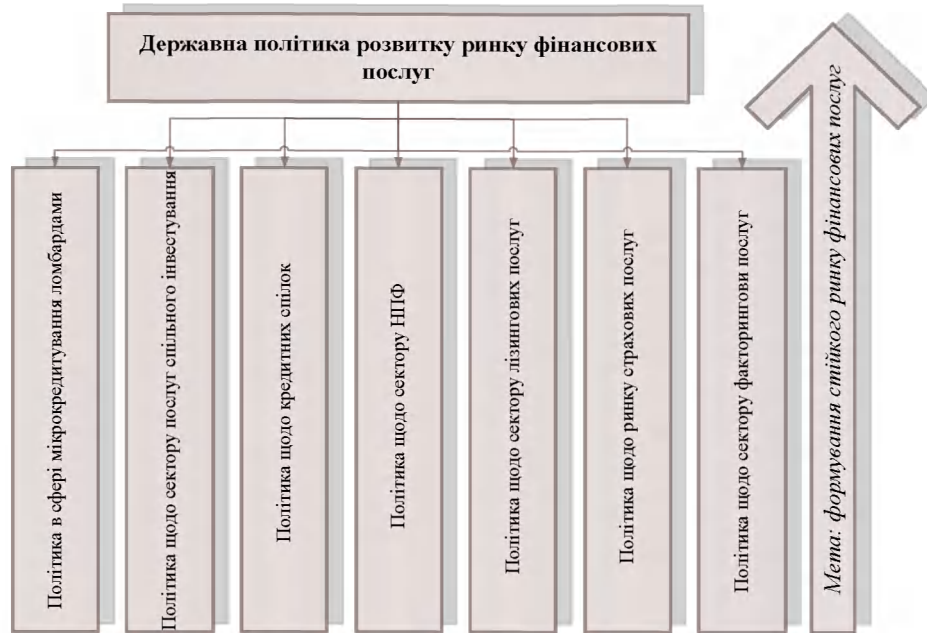 Державна політика розвитку ринку фінансових
послуг
Політика в сфері мікрокредитування ломбардами
Політика щодо сектору послуг спільного інвестування
Політика щодо кредитних спілок
Політика щодо сектору НПФ
Політика щодо сектору лізингових послуг
Політика щодо ринку страхових послуг
Політика щодо сектору факторингови послуг
Мета: формування стійкого ринку фінансових послуг